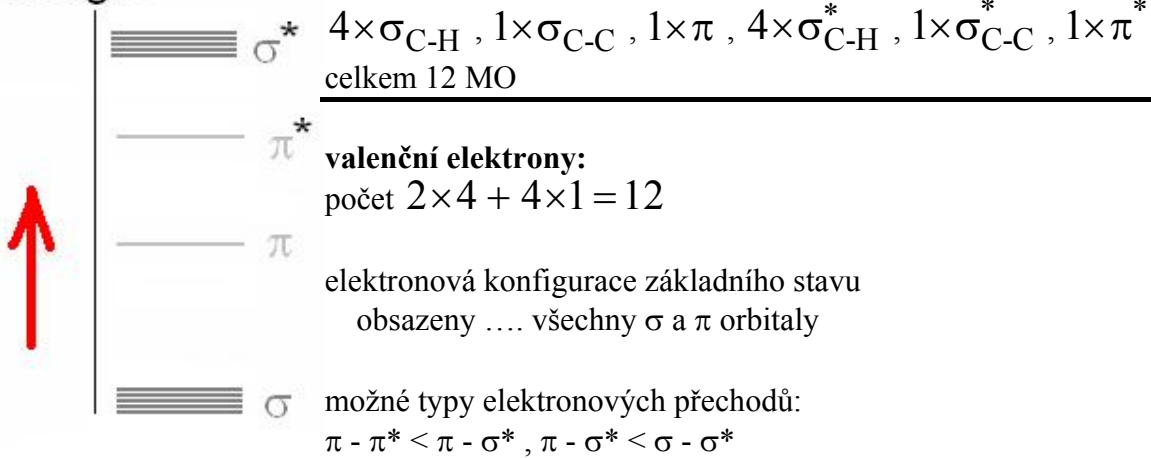 4×σC-H , 1×σC-C , 1×π , 4×σ*C-H , 1×σ*C-C , 1×π*
celkem 12 MO
σ*
π*
valenční elektrony:
počet 2×4 + 4×1 = 12
π
elektronová konfigurace základního stavu
obsazeny …. všechny σ a π orbitaly
σ
možné typy elektronových přechodů:
π - π* < π - σ* , π - σ* < σ - σ*